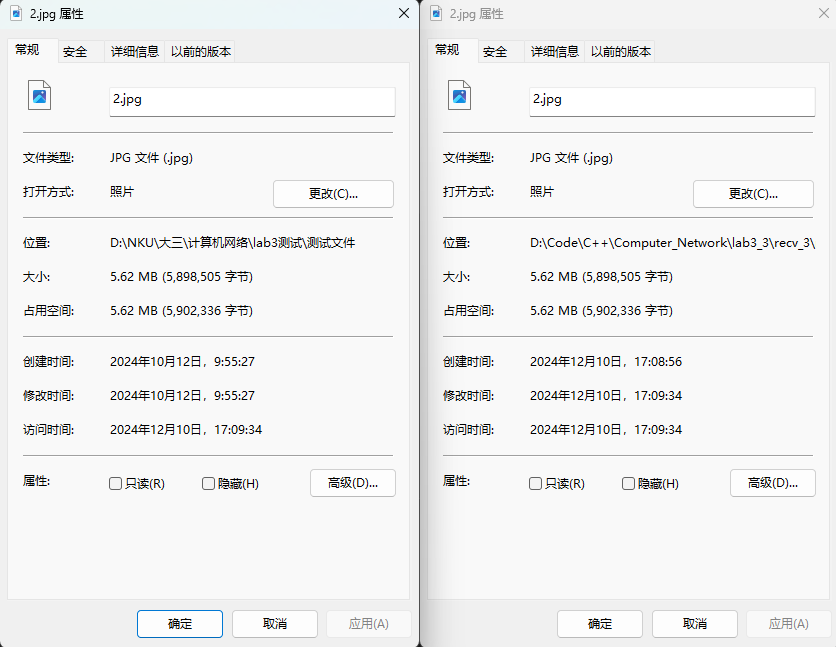 2.jpg 属性
常规 安全 详细信息 以前的版本
2.jpg
文件类型: JPG 文件 (.jpg)
打开方式: 照片 更改(C)...
位置: D:\NKU\大三\计算机网络\lab3测试\测试文件
大小: 5.62 MB (5,898,505 字节)
占用空间: 5.62 MB (5,902,336 字节)
创建时间: 2024年10月12日，9:55:27
修改时间: 2024年10月12日，9:55:27
访问时间: 2024年12月10日，17:09:34
属性: 只读(R) 隐藏(H) 高级(D)...
确定 取消 应用(A)
2.jpg 属性
常规 安全 详细信息 以前的版本
2.jpg
文件类型: JPG 文件 (.jpg)
打开方式: 照片 更改(C)...
位置: D:\Code\C++\Computer_Network\lab3_3\recv_3\
大小: 5.62 MB (5,898,505 字节)
占用空间: 5.62 MB (5,902,336 字节)
创建时间: 2024年12月10日，17:08:56
修改时间: 2024年12月10日，17:09:34
访问时间: 2024年12月10日，17:09:34
属性: 只读(R) 隐藏(H) 高级(D)...
确定 取消 应用(A)